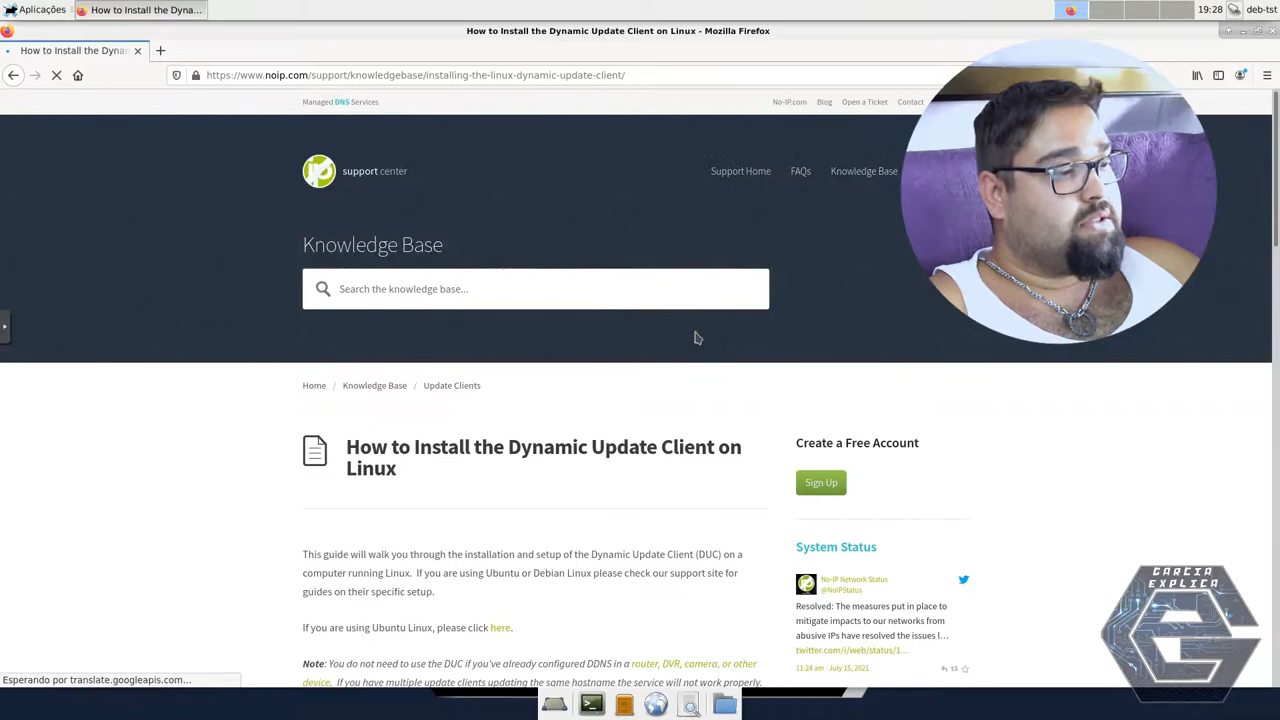 Aplicações
How to Install the Dyna...
19:28
deb-tst
How to Install the Dynamic Update Client on Linux - Mozilla Firefox
How to Install the Dynan
https://www.noip.com/support/knowledgebase/installing-the-linux-dynamic-update-client/
Managed DNS Services
No-IP.com
Blog
Open a Ticket
Contact
support center
Support Home
FAQs
Knowledge Base
Knowledge Base
Search the knowledge base...
Home / Knowledge Base / Update Clients
How to Install the Dynamic Update Client on
Linux
This guide will walk you through the installation and setup of the Dynamic Update Client (DUC) on a
computer running Linux. If you are using Ubuntu or Debian Linux please check our support site for
guides on their specific setup.
If you are using Ubuntu Linux, please click here.
Note: You do not need to use the DUC if you've already configured DDNS in a router, DVR, camera, or other
device. If you have multiple update clients updating the same hostname the service will not work properly.
Create a Free Account
Sign Up
System Status
No-IP Network Status
@NoIPStatus
Resolved: The measures put in place to
mitigate impacts to our networks from
abusive IPs have resolved the issues l...
twitter.com/i/web/status/1...
11:24 am · July 15, 2021
Esperando por translate.googleapis.com...
GARCIA
EXPLICA